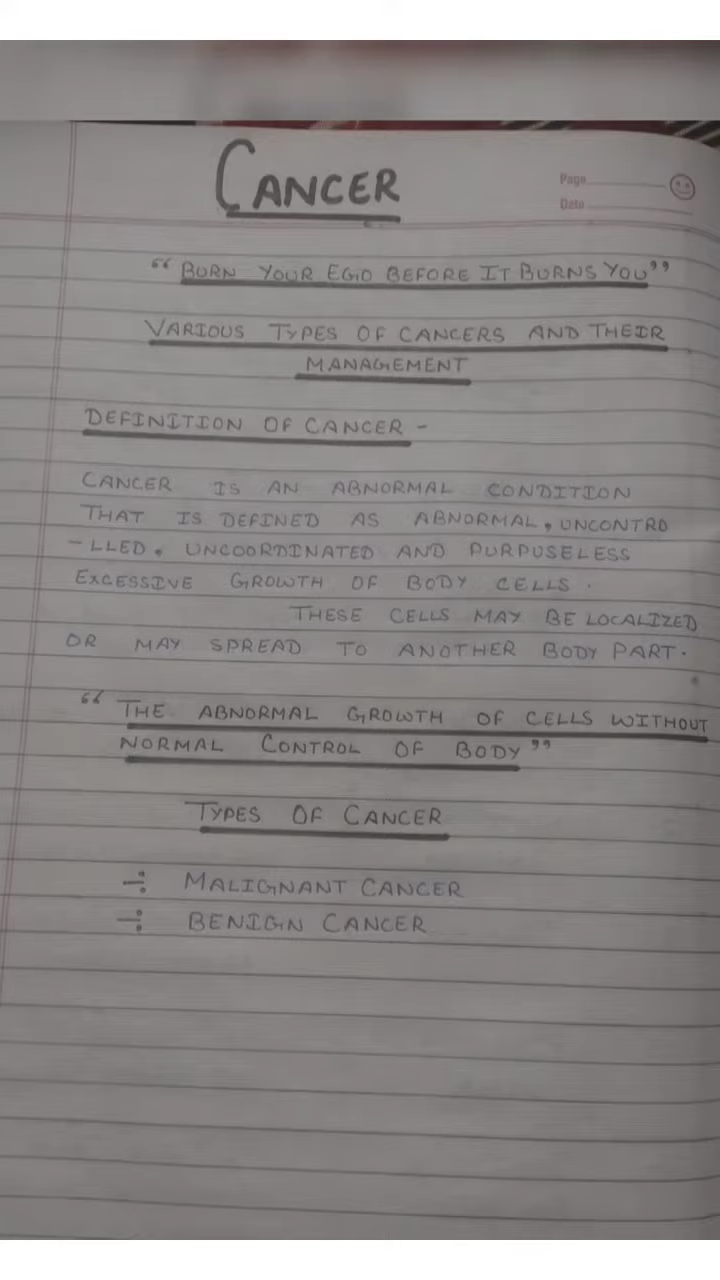 CANCER
Page
Date
“BURN YOUR EGO BEFORE IT BURNS YOU”
VARIOUS TYPES OF CANCERS AND THEIR
MANAGEMENT
DEFINITION OF CANCER -
CANCER IS AN ABNORMAL CONDITION
THAT IS DEFINED AS ABNORMAL, UNCONTRO
-LLED, UNCOORDINATED AND PURPOSELESS
EXCESSIVE GROWTH OF BODY CELLS.
THESE CELLS MAY BE LOCALIZED
OR MAY SPREAD TO ANOTHER BODY PART.
“THE ABNORMAL GROWTH OF CELLS WITHOUT
NORMAL CONTROL OF BODY”
TYPES OF CANCER
÷ MALIGNANT CANCER
÷ BENIGN CANCER